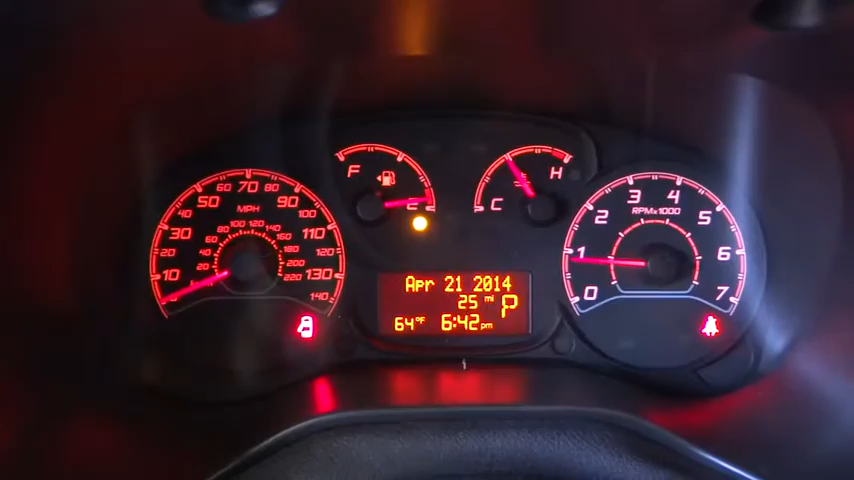 F E
C H
10 30 50 60 70 80 90 100 110 120 130 140
40
MPH
20 40 60 80 100 120 140 160 180 200 220
Apr 21 2014
25 mi P
64°F 6:42 pm
0 1 2 3 4 5 6 7
RPMx1000